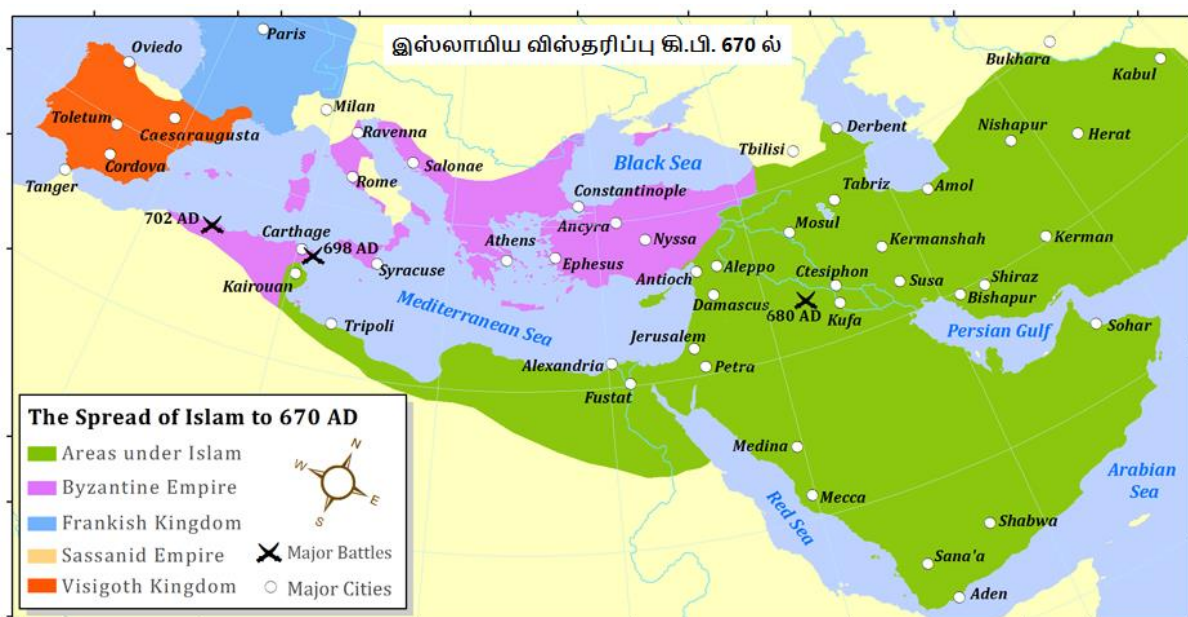 இஸ்லாமிய விஸ்தரிப்பு கி.பி. 670 ல்
Paris
Oviedo
Bukhara
Kabul
Milan
Toletum
Caesaraugusta
Ravenna
Derbent
Nishapur
Herat
Cordova
Salonae
Black Sea
Tbilisi
Tanger
Rome
Constantinople
Tabriz
Amol
702 AD
Carthage
698 AD
Athens
Ancyra
Nyssa
Mosul
Kermanshah
Kerman
Kairouan
Syracuse
Ephesus
Antioch
Aleppo
Ctesiphon
Susa
Shiraz
Bishapur
Mediterranean Sea
Damascus
680 AD
Kufa
Tripoli
Jerusalem
Persian Gulf
Sohar
Alexandria
Petra
Fustat
The Spread of Islam to 670 AD
Areas under Islam
Byzantine Empire
Frankish Kingdom
Sassanid Empire
Visigoth Kingdom
N
W
E
S
Major Battles
Major Cities
Medina
Mecca
Red Sea
Arabian
Sea
Shabwa
Sana'a
Aden